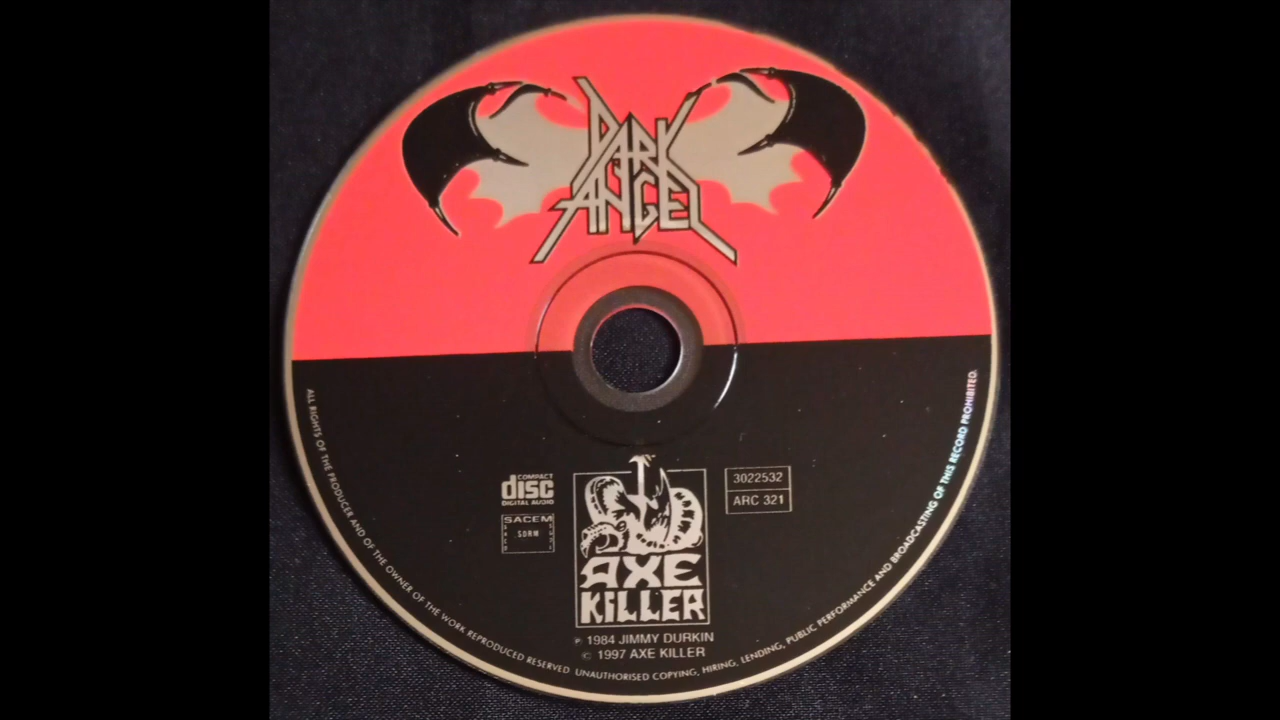 DARK
ANGEL
COMPACT
disc
DIGITAL AUDIO
3022532
ARC 321
SACEM
SDRM
AXE
KILLER
℗ 1984 JIMMY DURKIN
© 1997 AXE KILLER
ALL RIGHTS OF THE PRODUCER AND OF THE OWNER OF THE WORK REPRODUCED RESERVED UNAUTHORISED COPYING, HIRING, LENDING, PUBLIC PERFORMANCE AND BROADCASTING OF THIS RECORD PROHIBITED.